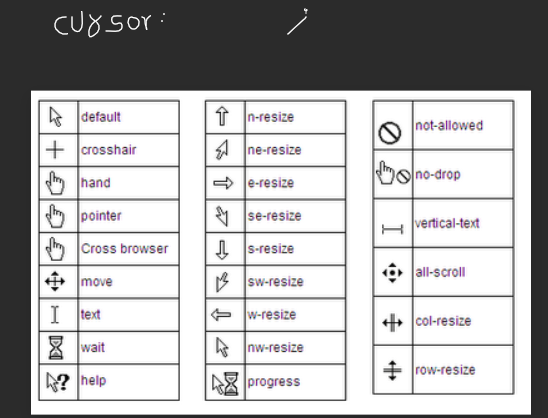 cursor:
default
crosshair
hand
pointer
Cross browser
move
text
wait
help
n-resize
ne-resize
e-resize
se-resize
s-resize
sw-resize
w-resize
nw-resize
progress
not-allowed
no-drop
vertical-text
all-scroll
col-resize
row-resize